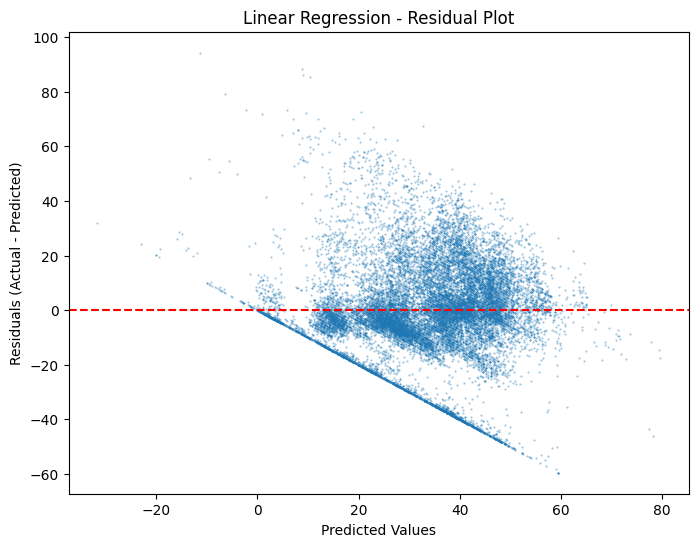 Linear Regression - Residual Plot
Residuals (Actual - Predicted)
100
80
60
40
20
0
−20
−40
−60
−20 0 20 40 60 80
Predicted Values